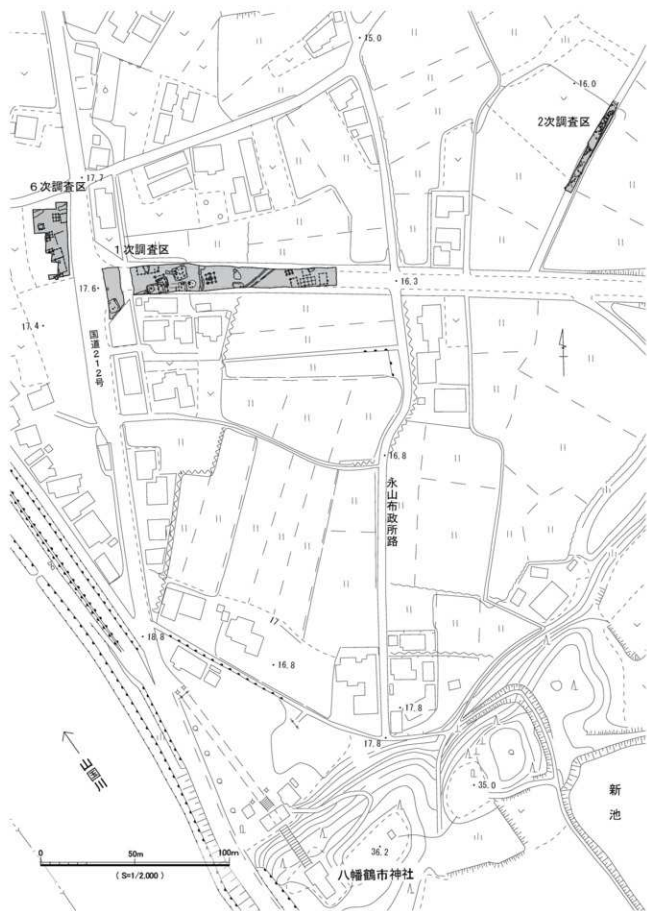 15.0
16.0
2次調査区
17.7
6次調査区
1次調査区
17.6
16.3
17.4
国道212号
16.8
永山布政所路
17
18.8
16.8
17.8
17.8
35.0
山国川
新池
36.2
八幡鶴市神社
0 50m 100m
(S=1/2,000)